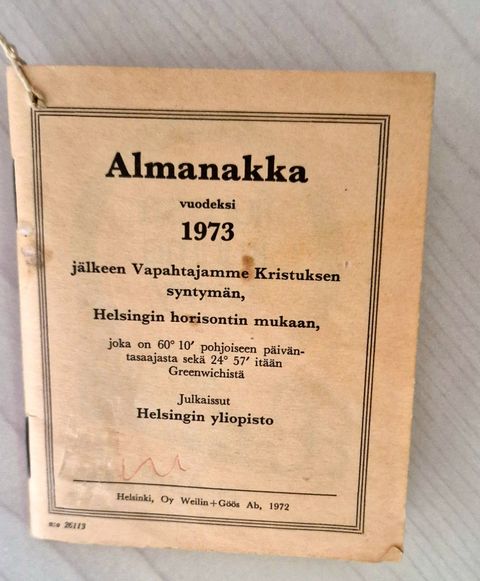 Almanakka
vuodeksi
1973
jälkeen Vapahtajamme Kristuksen
syntymän,
Helsingin horisontin mukaan,
joka on 60° 10′ pohjoiseen päivän-
tasaajasta sekä 24° 57′ itään
Greenwichistä
Julkaissut
Helsingin yliopisto
Helsinki, Oy Weilin+Göös Ab, 1972
n:o 26113